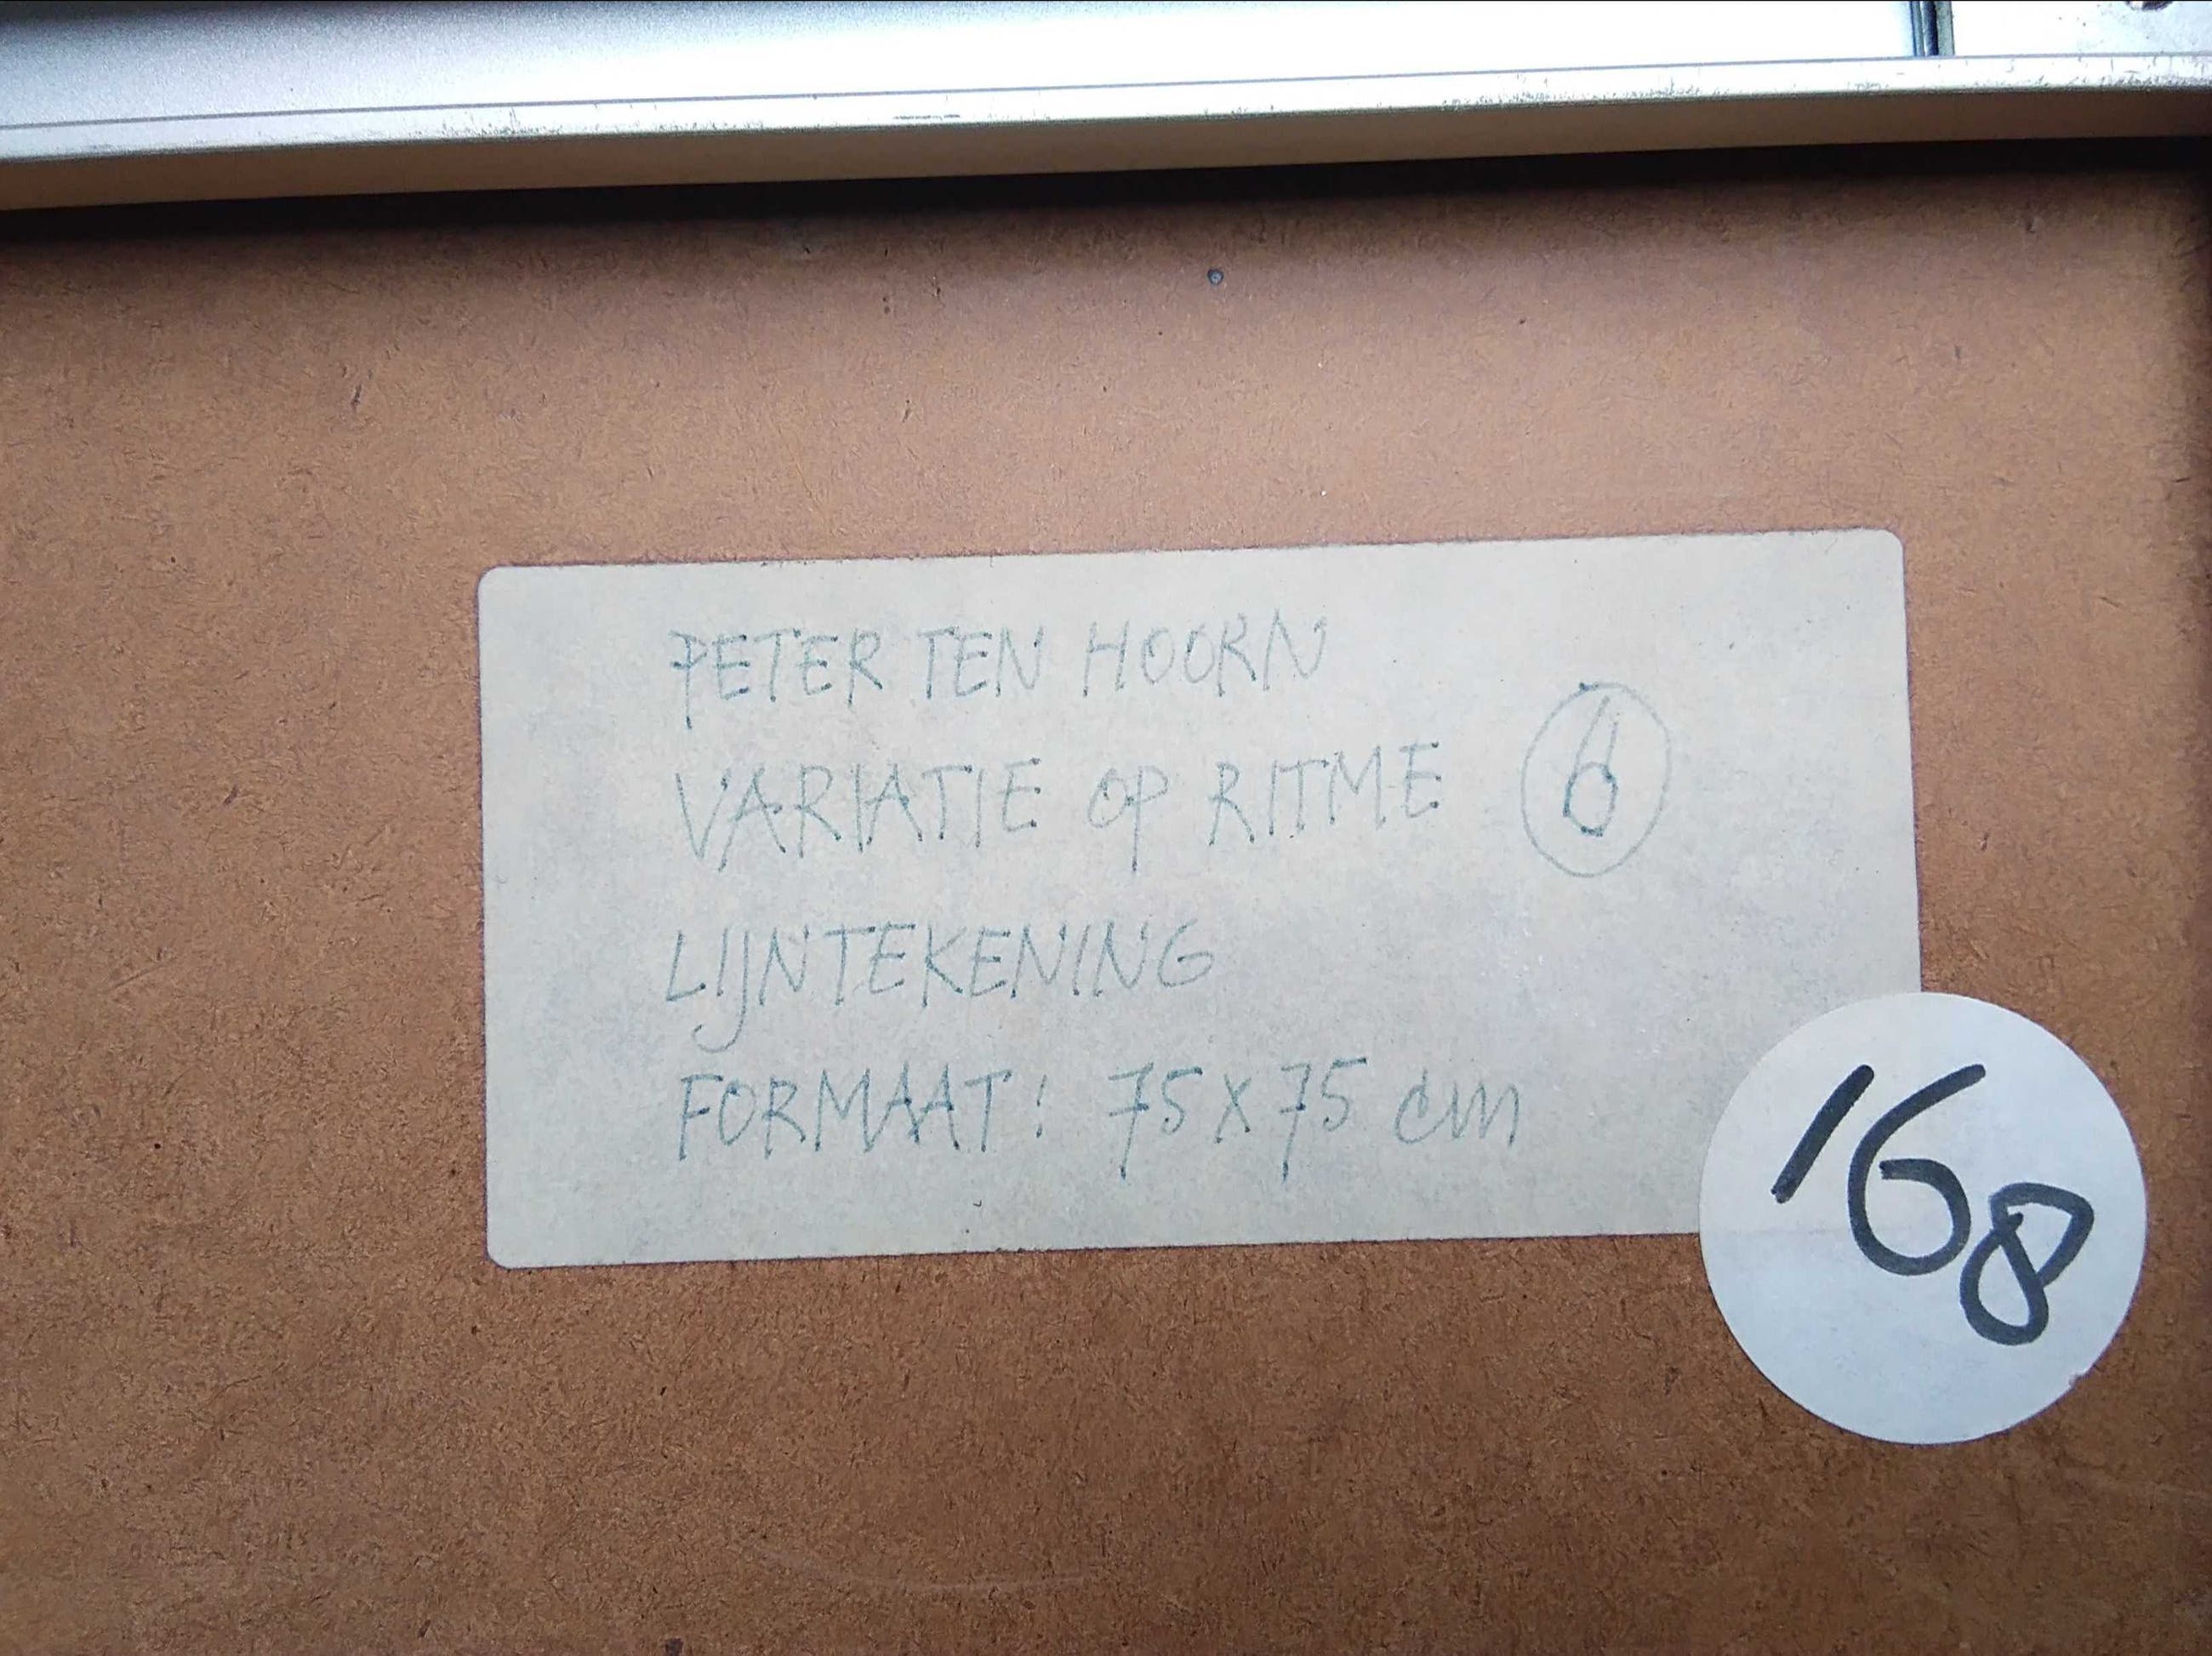 PETER TEN HOORN
VARIATIE OP RITME 6
LIJNTEKENING
FORMAAT: 75 x 75 cm
168